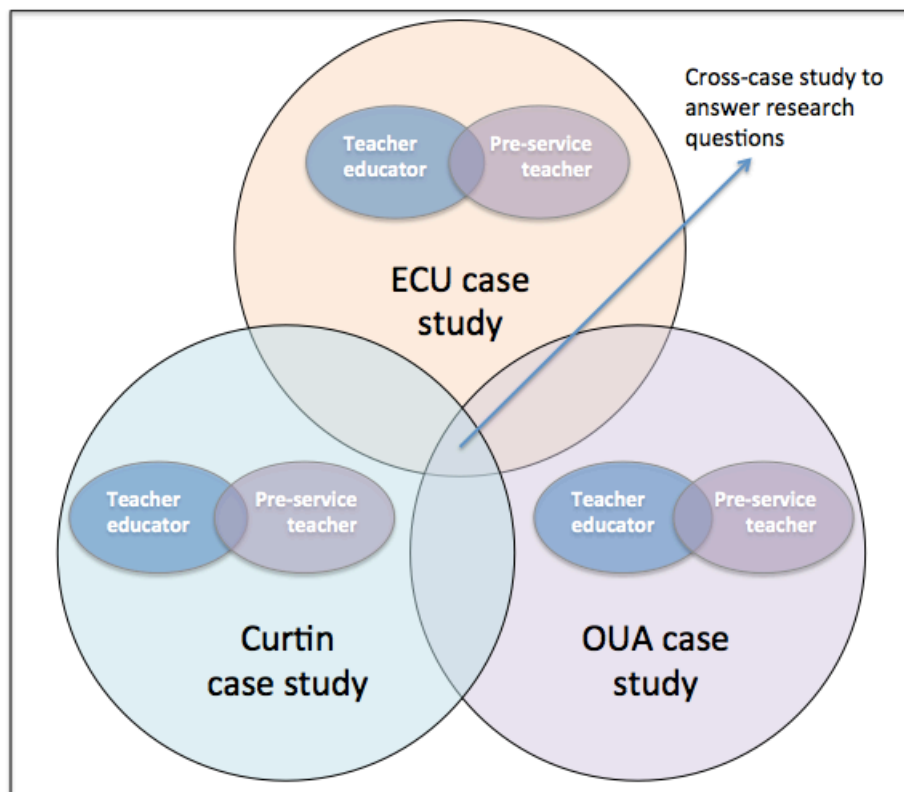 Cross-case study to
answer research
questions
Teacher
educator
Pre-service
teacher
ECU case
study
Teacher
educator
Pre-service
teacher
Curtin
case study
Teacher
educator
Pre-service
teacher
OUA case
study